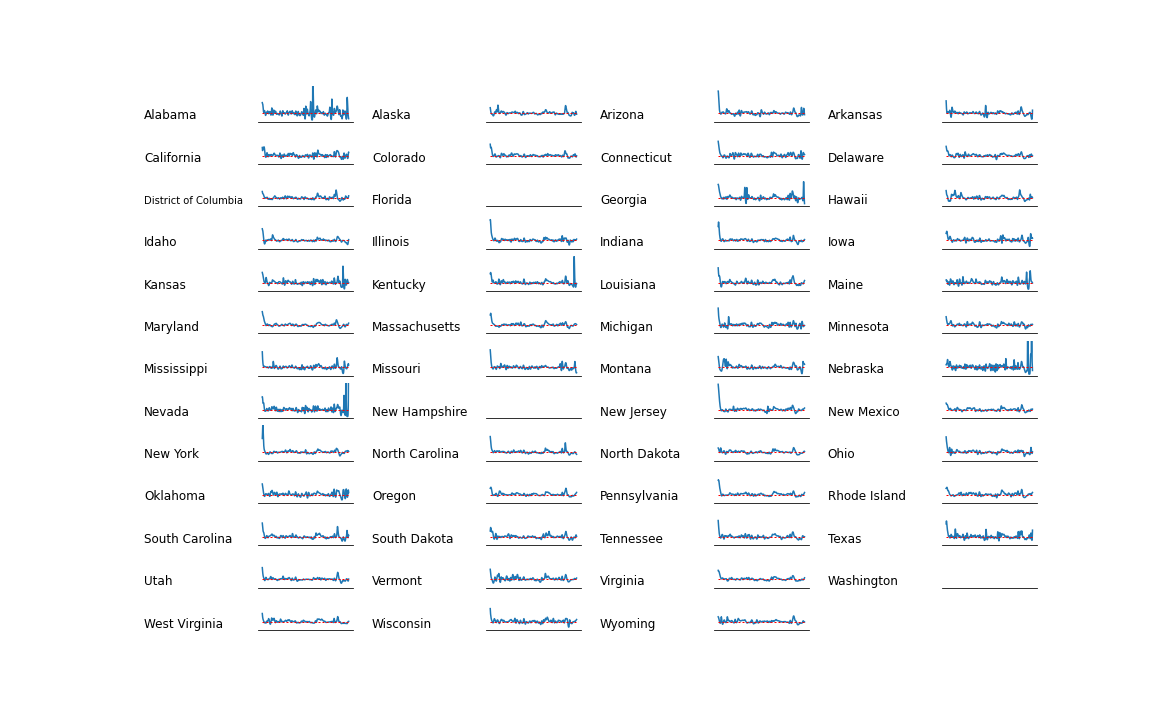 Alabama Alaska Arizona Arkansas
California Colorado Connecticut Delaware
District of Columbia Florida Georgia Hawaii
Idaho Illinois Indiana Iowa
Kansas Kentucky Louisiana Maine
Maryland Massachusetts Michigan Minnesota
Mississippi Missouri Montana Nebraska
Nevada New Hampshire New Jersey New Mexico
New York North Carolina North Dakota Ohio
Oklahoma Oregon Pennsylvania Rhode Island
South Carolina South Dakota Tennessee Texas
Utah Vermont Virginia Washington
West Virginia Wisconsin Wyoming